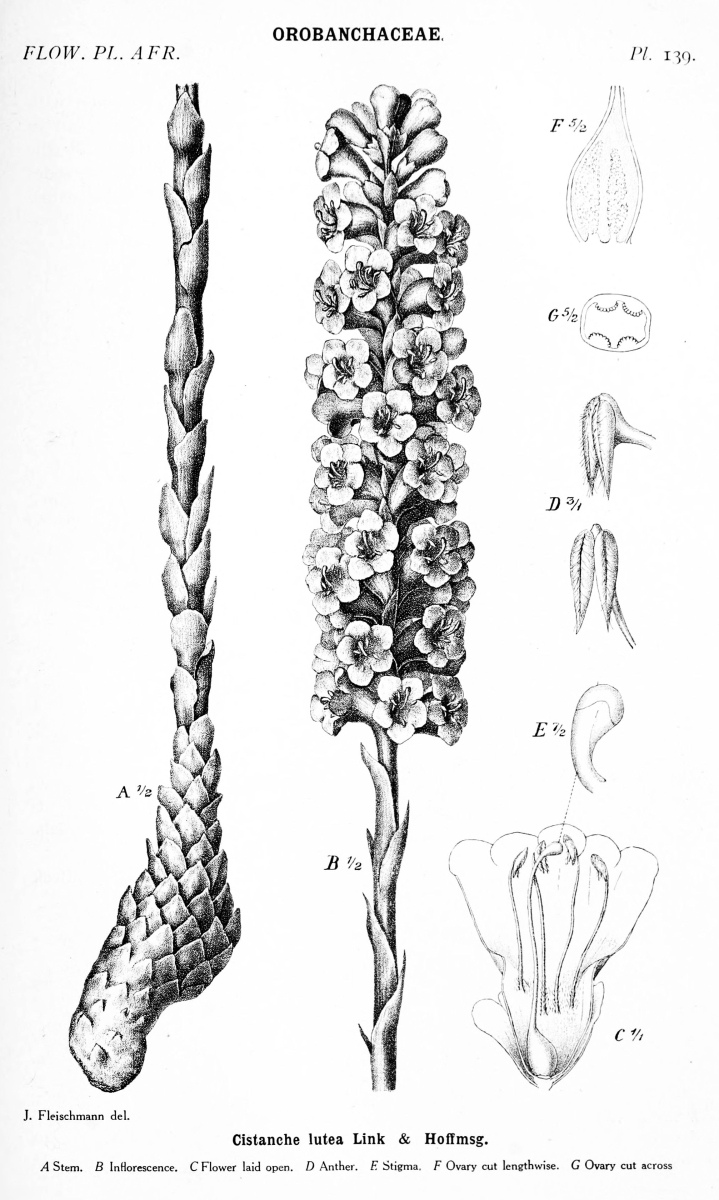 OROBANCHACEAE.
FLOW. PL. AFR.
Pl. 139.
F 5/2
G 5/2
D 3/1
E 7/2
A 1/2
B 1/2
C 1/1
J. Fleischmann del.
Cistanche lutea Link & Hoffmsg.
A Stem. B Inflorescence. C Flower laid open. D Anther. E Stigma. F Ovary cut lengthwise. G Ovary cut across